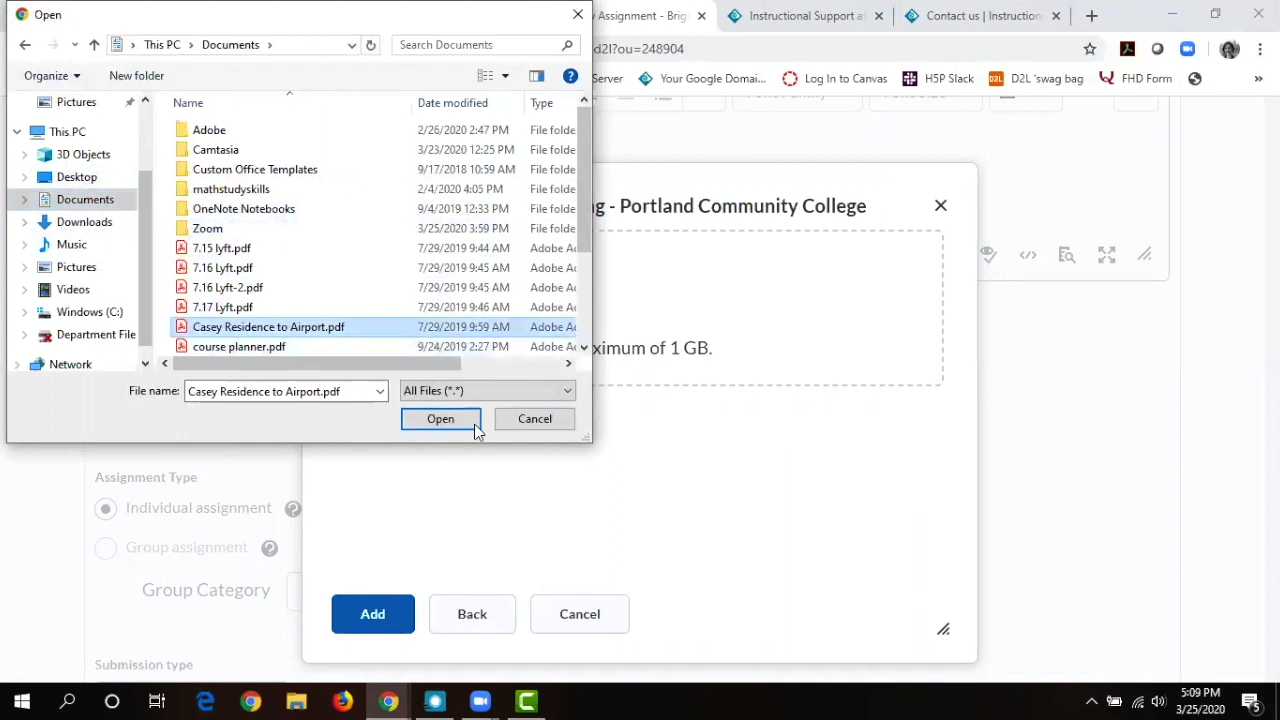 Open
y Assignment - Brig
Instructional Support at
Contact us | Instruction
This PC
Documents
Search Documents
d2l?ou=248904
Organize
New folder
Server
Your Google Domai...
Log In to Canvas
H5P Slack
D2L 'swag bag
FHD Form
»
Pictures
This PC
3D Objects
Desktop
Documents
Downloads
Music
Pictures
Videos
Windows (C:)
Department File
Network
Name Date modified Type
Adobe 2/26/2020 2:47 PM File folde
Camtasia 3/23/2020 12:25 PM File folde
Custom Office Templates 9/17/2018 10:59 AM File folde
mathstudyskills 2/4/2020 4:05 PM File folde
OneNote Notebooks 9/4/2019 12:33 PM File folde
Zoom 3/25/2020 3:59 PM File folde
7.15 lyft.pdf 7/29/2019 9:44 AM Adobe Ac
7.16 Lyft.pdf 7/29/2019 9:45 AM Adobe Ac
7.16 Lyft-2.pdf 7/29/2019 9:45 AM Adobe Ac
7.17 Lyft.pdf 7/29/2019 9:46 AM Adobe Ac
Casey Residence to Airport.pdf 7/29/2019 9:59 AM Adobe Ac
course planner.pdf 9/24/2019 2:27 PM Adobe Ac
File name: Casey Residence to Airport.pdf All Files (*.*)
Open Cancel
ng - Portland Community College
ximum of 1 GB.
Assignment Type
Individual assignment
Group assignment
Group Category
Add Back Cancel
Submission type
5:09 PM
3/25/2020
5